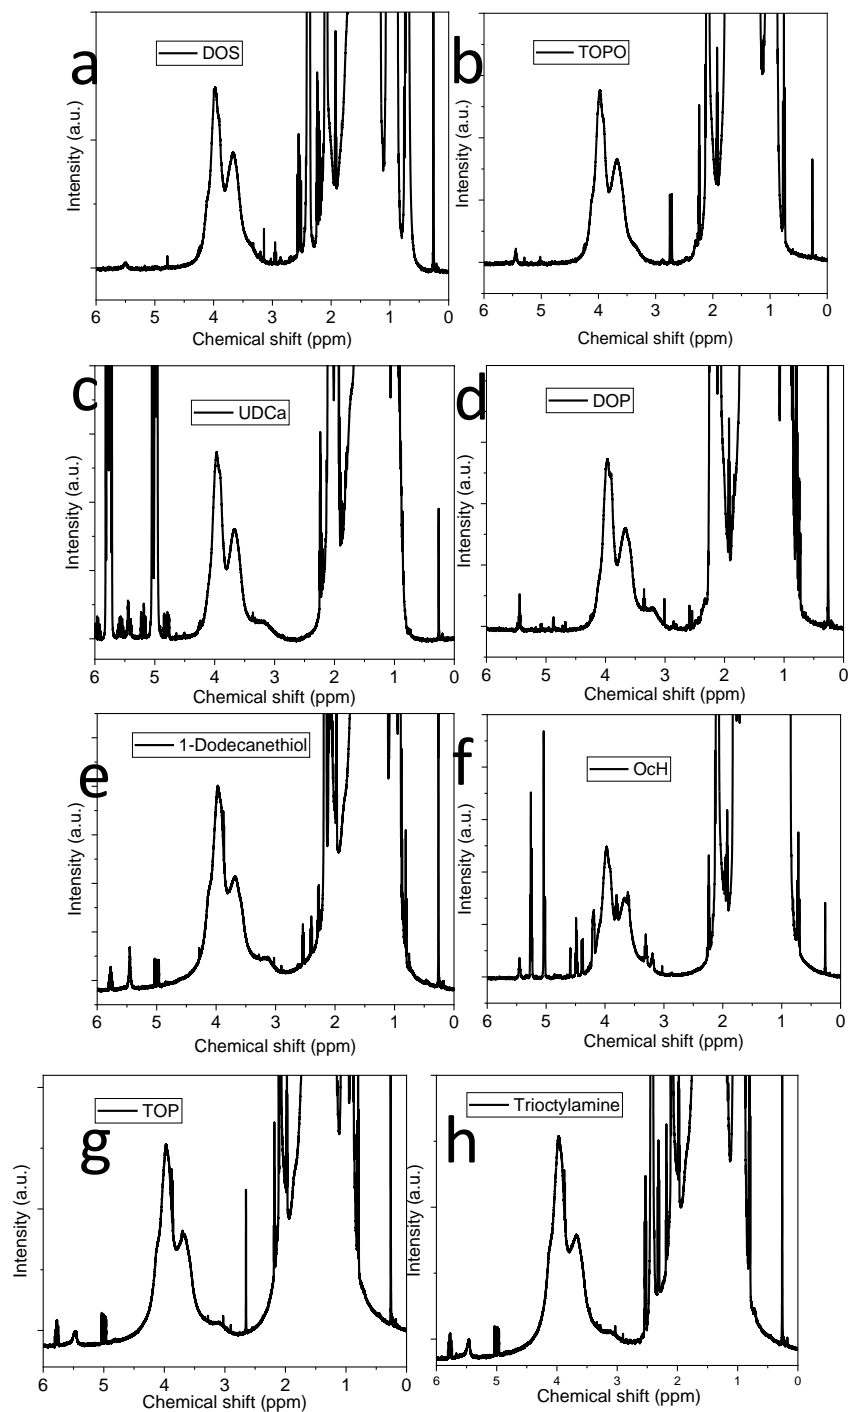 a
DOS
Intensity (a.u.)
6 5 4 3 2 1 0
Chemical shift (ppm)
b
TOPO
Intensity (a.u.)
6 5 4 3 2 1 0
Chemical shift (ppm)
c
UDCa
Intensity (a.u.)
6 5 4 3 2 1 0
Chemical shift (ppm)
d
DOP
Intensity (a.u.)
6 5 4 3 2 1 0
Chemical shift (ppm)
e
1-Dodecanethiol
Intensity (a.u.)
6 5 4 3 2 1 0
Chemical shift (ppm)
f
OcH
Intensity (a.u.)
6 5 4 3 2 1 0
Chemical shift (ppm)
g
TOP
Intensity (a.u.)
6 5 4 3 2 1 0
Chemical shift (ppm)
h
Trioctylamine
Intensity (a.u.)
6 5 4 3 2 1 0
Chemical shift (ppm)